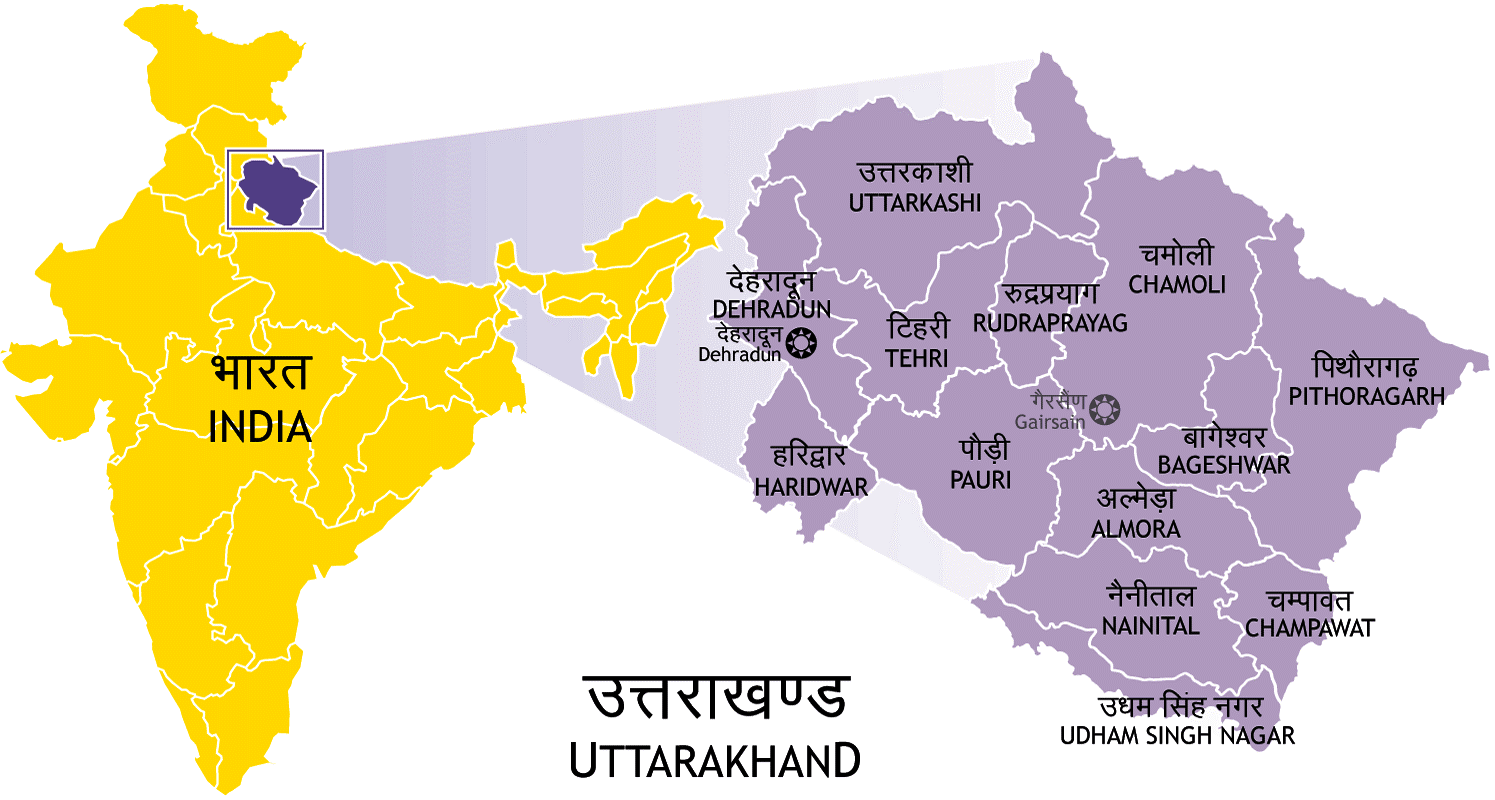 भारत
INDIA
उत्तराखण्ड
UTTARAKHAND
उत्तरकाशी
UTTARKASHI
चमोली
CHAMOLI
देहरादून
DEHRADUN
देहरादून
Dehradun
टिहरी
TEHRI
रुद्रप्रयाग
RUDRAPRAYAG
पिथौरागढ़
PITHORAGARH
गैरसैंण
Gairsain
हरिद्वार
HARIDWAR
पौड़ी
PAURI
बागेश्वर
BAGESHWAR
अल्मेड़ा
ALMORA
नैनीताल
NAINITAL
चम्पावत
CHAMPAWAT
उधम सिंह नगर
UDHAM SINGH NAGAR